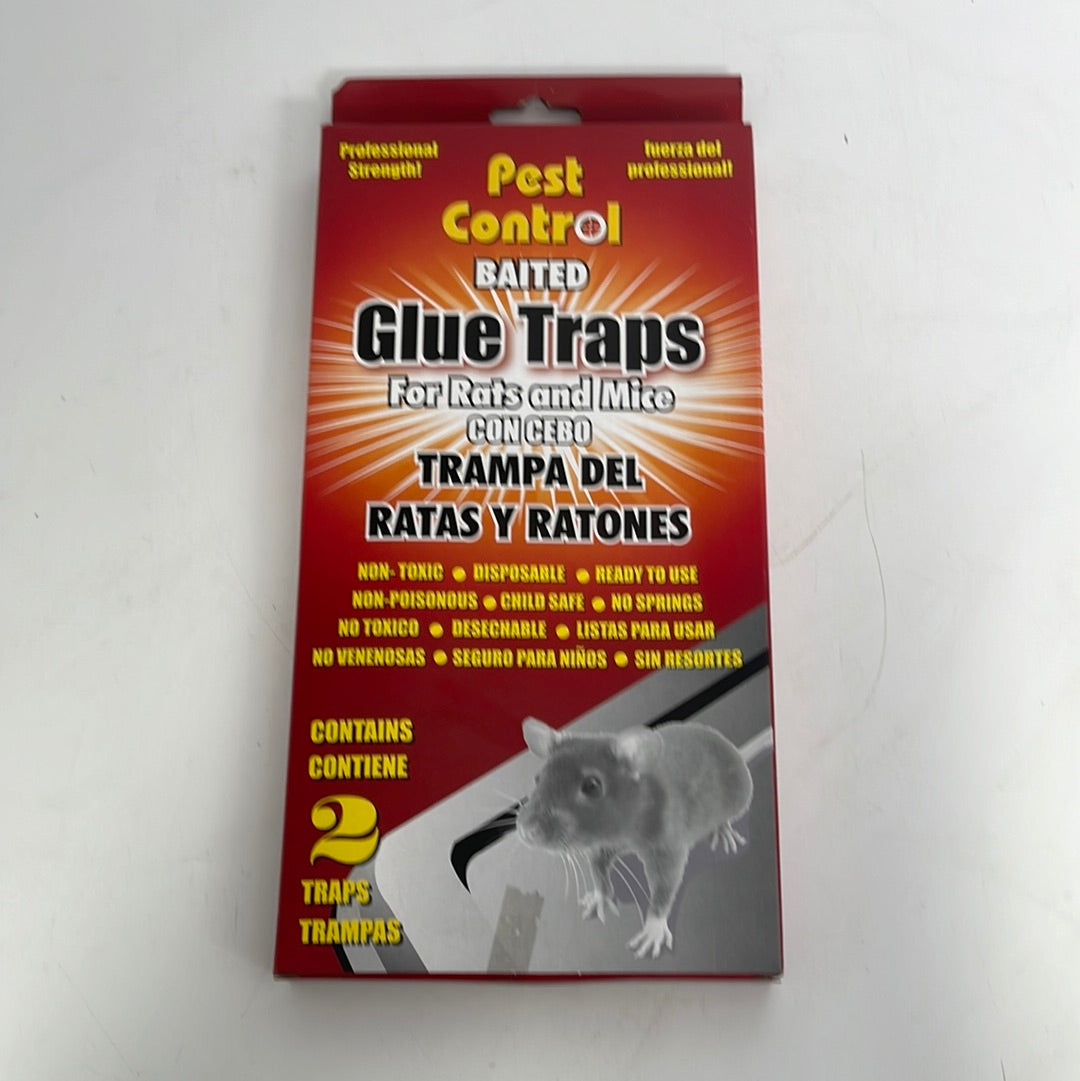 Professional
Strength!
fuerza del
professional!
Pest
Control
BAITED
Glue Traps
For Rats and Mice
CON CEBO
TRAMPA DEL
RATAS Y RATONES
NON- TOXIC ● DISPOSABLE ● READY TO USE
NON-POISONOUS ● CHILD SAFE ● NO SPRINGS
NO TOXICO ● DESECHABLE ● LISTAS PARA USAR
NO VENENOSAS ● SEGURO PARA NIÑOS ● SIN RESORTES
CONTAINS
CONTIENE
2
TRAPS
TRAMPAS